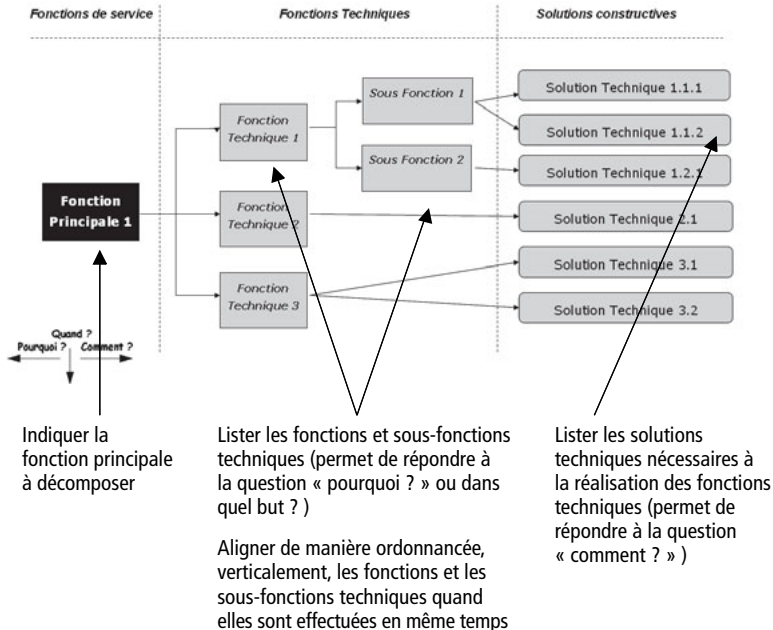 Fonctions de service
Fonctions Techniques
Solutions constructives
Sous Fonction 1
Solution Technique 1.1.1
Fonction
Technique 1
Solution Technique 1.1.2
Sous Fonction 2
Solution Technique 1.2.1
Fonction
Principale 1
Fonction
Technique 2
Solution Technique 2.1
Fonction
Technique 3
Solution Technique 3.1
Solution Technique 3.2
Quand ?
Pourquoi ?
Comment ?
Indiquer la
fonction principale
à décomposer
Lister les fonctions et sous-fonctions
techniques (permet de répondre à
la question « pourquoi ? » ou dans
quel but ? )
Aligner de manière ordonnancée,
verticalement, les fonctions et les
sous-fonctions techniques quand
elles sont effectuées en même temps
Lister les solutions
techniques nécessaires à
la réalisation des fonctions
techniques (permet de
répondre à la question
« comment ? » )